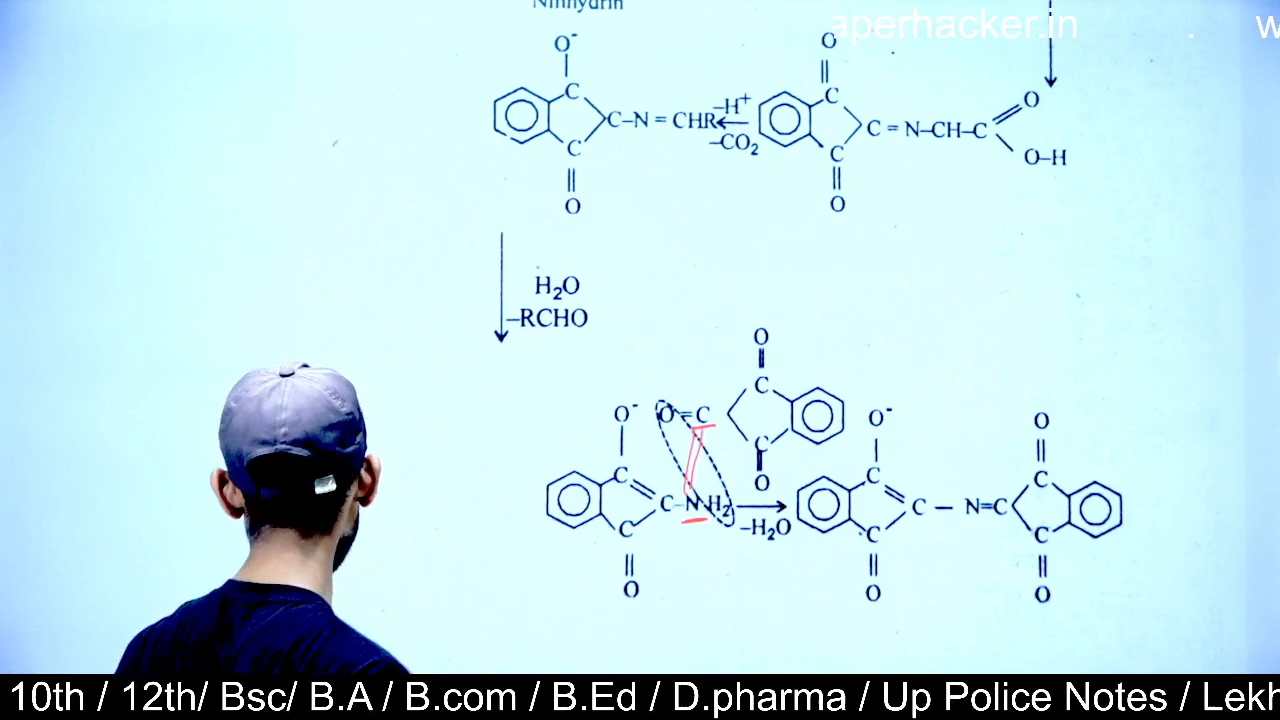 Ninhydrin
aperhacker.in . w
O- O
C C O
C–N = CHR –H+ C = N–CH–C
–CO2
C C O–H
O O
H2O
–RCHO
O
C
O- O = C O- O
C C
C C C
C – NH2 C – N=C
–H2O
C C C
O O O O
10th / 12th/ Bsc/ B.A / B.com / B.Ed / D.pharma / Up Police Notes / Lekh